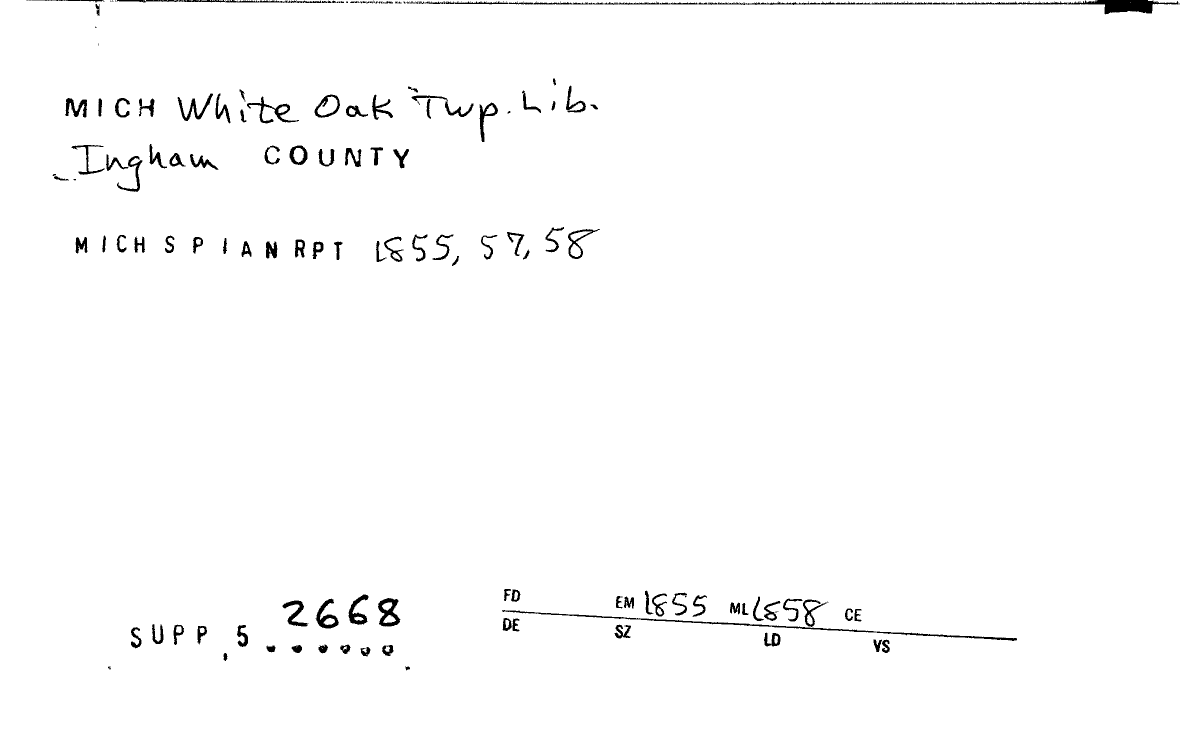 MICH White Oak Twp. Lib.
Ingham COUNTY
MICH S P I A N RPT 1855, 57, 58
SUPP. 5 ...... 2668
FD EM 1855 ML 1858 CE
DE SZ LD VS